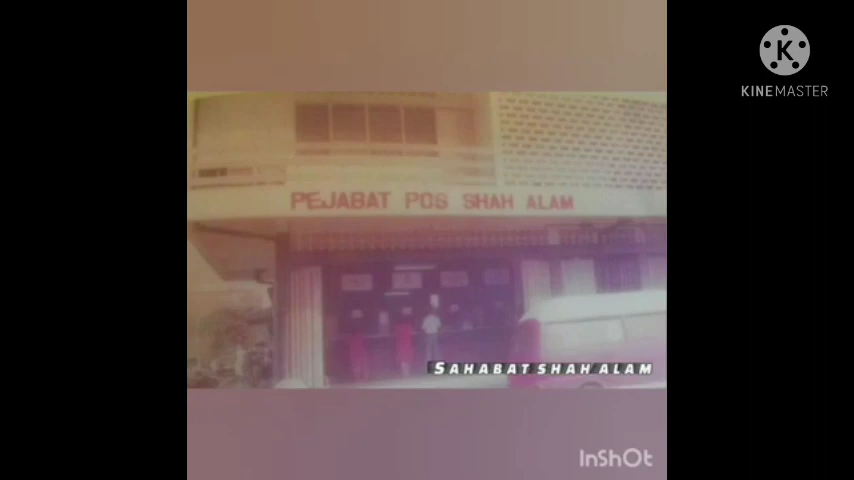 KINEMASTER
PEJABAT POS SHAH ALAM
SAHABAT SHAH ALAM
InShOt